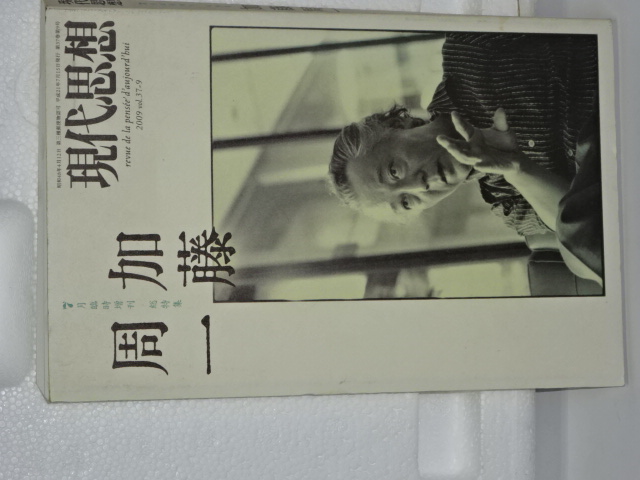 現代思想
revue de la pensée d'aujourd'hui
2009 vol.37-9
7月臨時増刊 総特集
加藤
周一